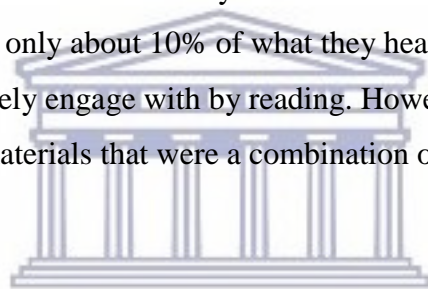 only about 10% of what they hea
ely engage with by reading. Howe
aterials that were a combination o